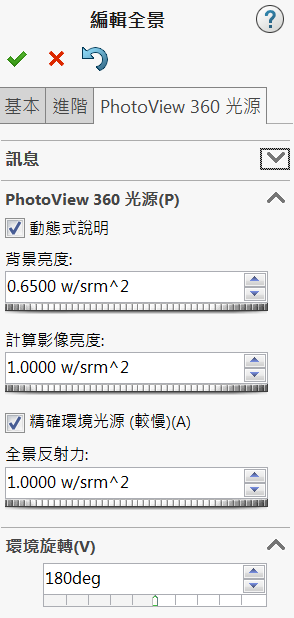 編輯全景
?
基本 進階 PhotoView 360 光源
訊息
PhotoView 360 光源(P)
動態式說明
背景亮度:
0.6500 w/srm^2
計算影像亮度:
1.0000 w/srm^2
精確環境光源 (較慢)(A)
全景反射力:
1.0000 w/srm^2
環境旋轉(V)
180deg